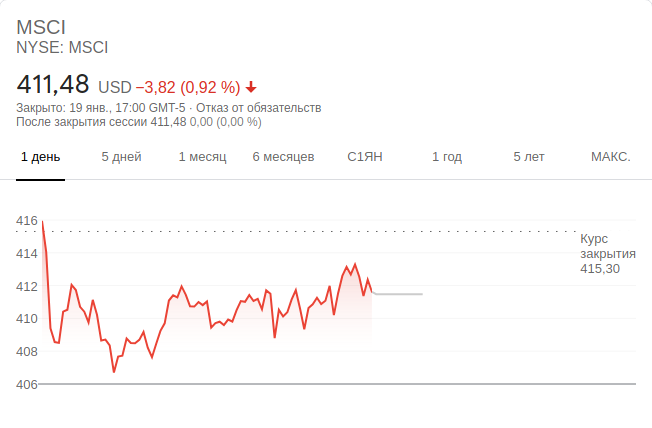 MSCI
NYSE: MSCI
411,48 USD −3,82 (0,92 %)
Закрыто: 19 янв., 17:00 GMT-5 · Отказ от обязательств
После закрытия сессии 411,48 0,00 (0,00 %)
1 день 5 дней 1 месяц 6 месяцев С1ЯН 1 год 5 лет МАКС.
416
Курс
414
закрытия
415,30
412
410
408
406